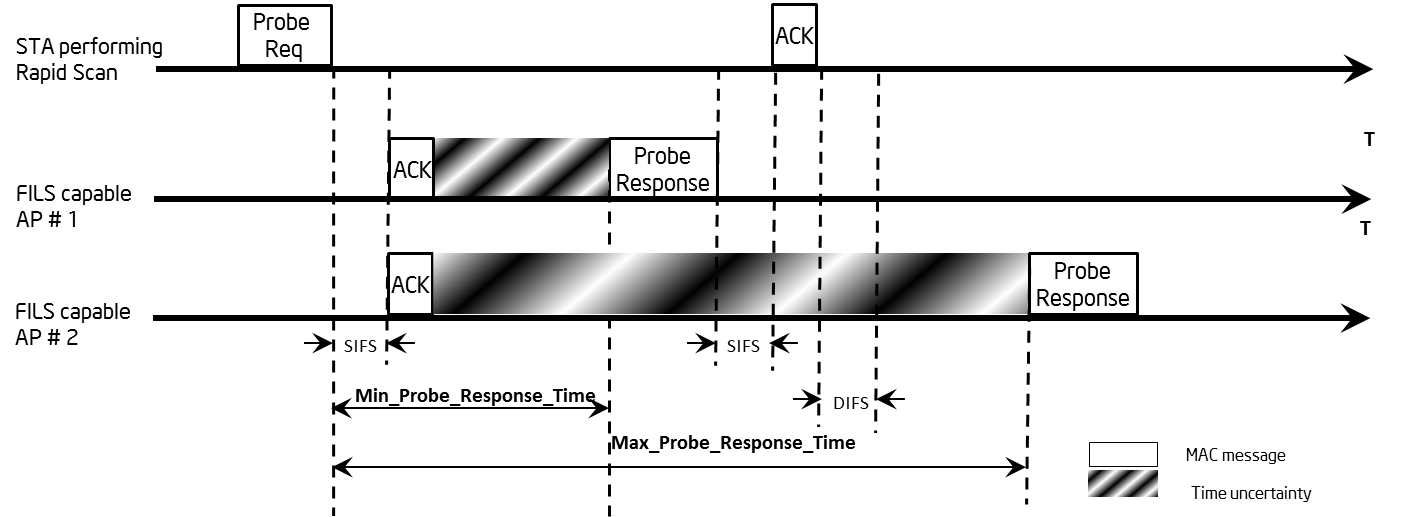 Probe
Req
ACK
STA performing
Rapid Scan
T
ACK
Probe
Response
FILS capable
AP # 1
T
ACK
Probe
Response
FILS capable
AP # 2
SIFS
SIFS
Min_Probe_Response_Time
DIFS
Max_Probe_Response_Time
MAC message
Time uncertainty